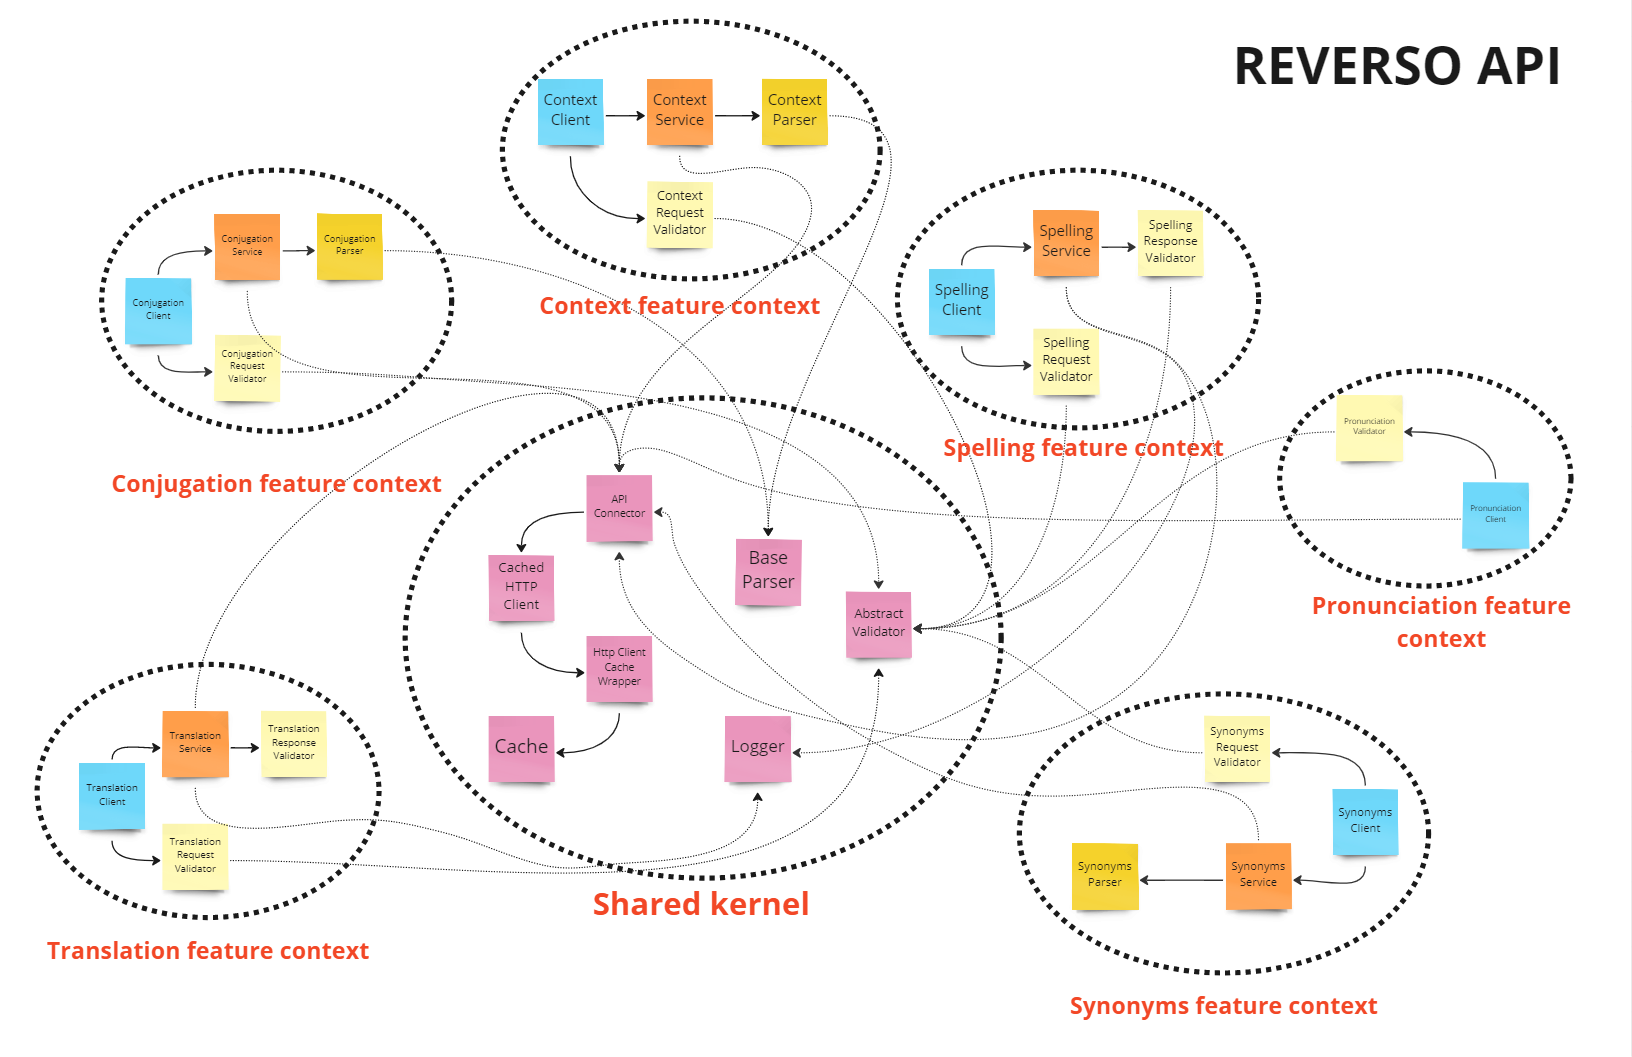 REVERSO API
Context
Client
Context
Service
Context
Parser
Context
Request
Validator
Context feature context
Conjugation
Service
Conjugation
Parser
Conjugation
Client
Conjugation
Request
Validator
Conjugation feature context
Spelling
Service
Spelling
Response
Validator
Spelling
Client
Spelling
Request
Validator
Spelling feature context
Pronunciation
Validator
Pronunciation
Client
Pronunciation feature
context
API
Connector
Cached
HTTP
Client
Base
Parser
Abstract
Validator
Http Client
Cache
Wrapper
Cache
Logger
Shared kernel
Translation
Service
Translation
Response
Validator
Translation
Client
Translation
Request
Validator
Translation feature context
Synonyms
Request
Validator
Synonyms
Client
Synonyms
Parser
Synonyms
Service
Synonyms feature context